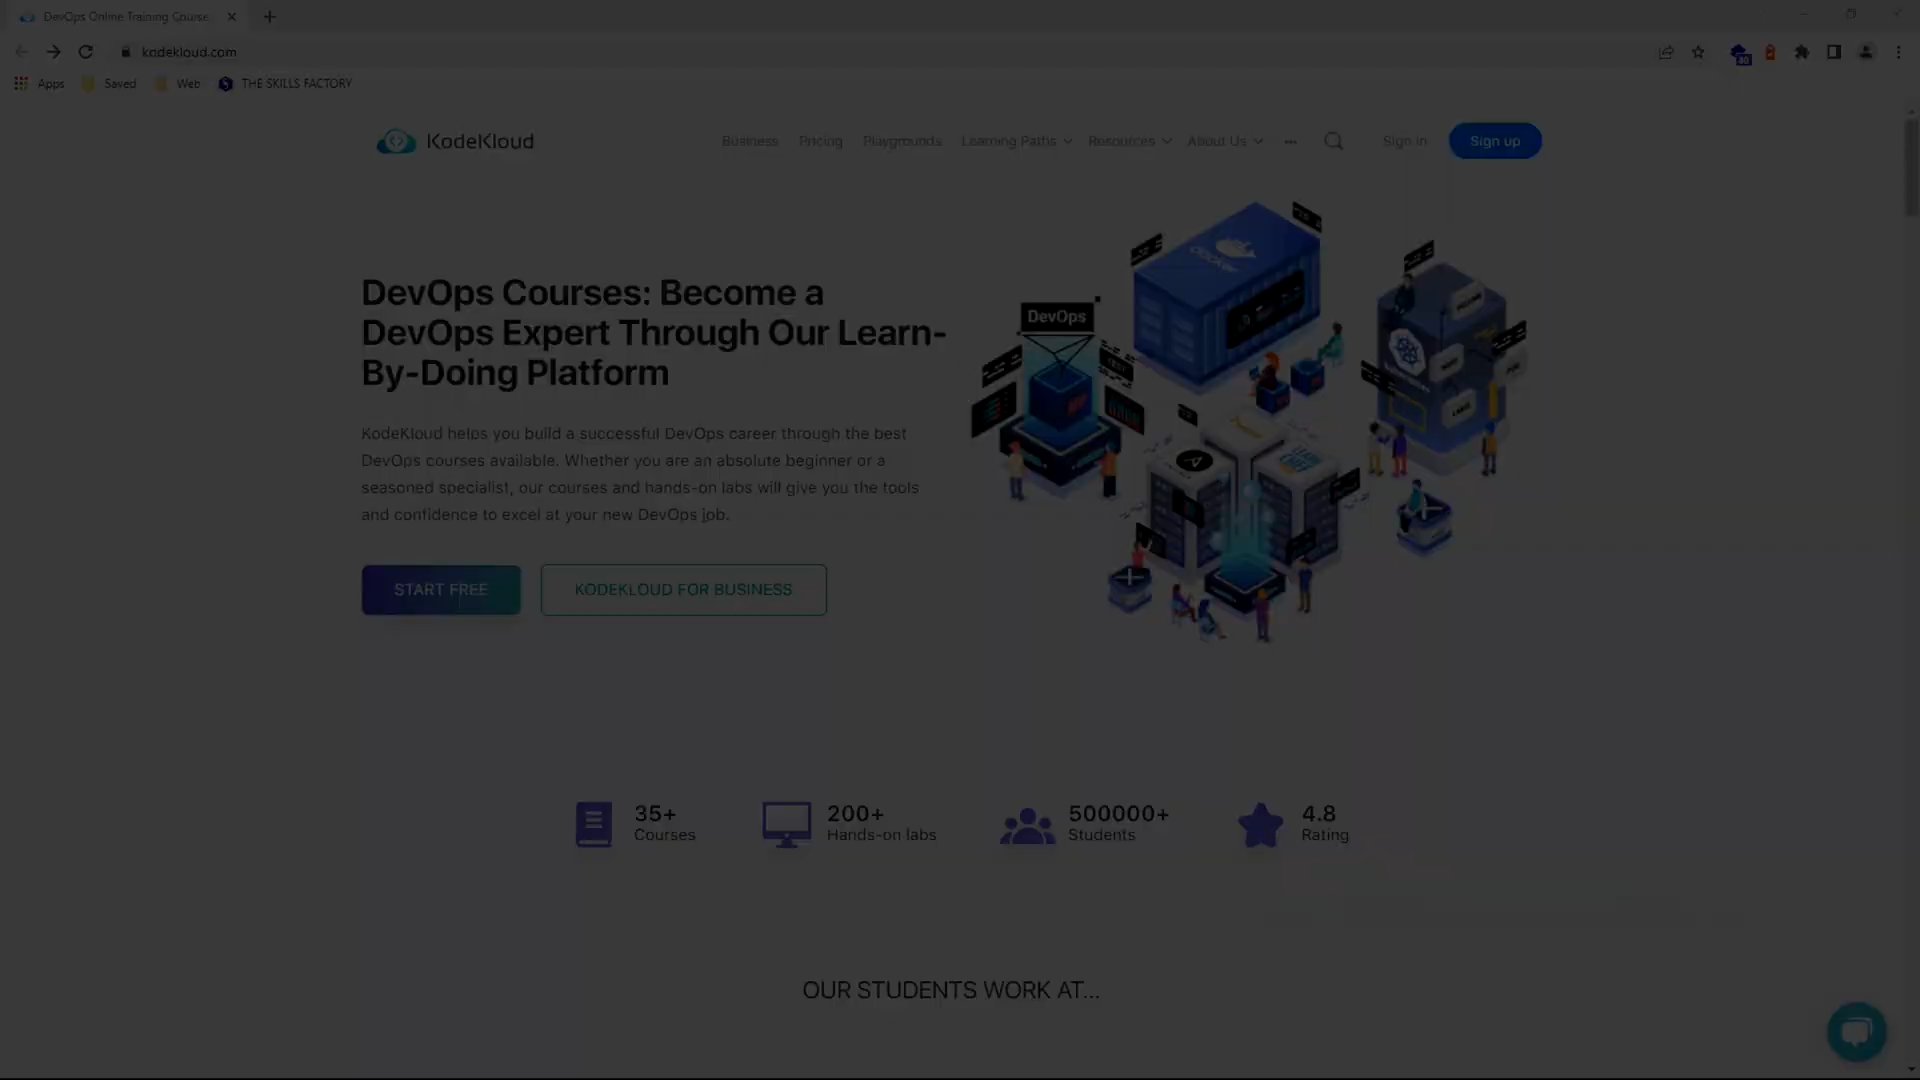 DevOps Online Training Course
kodekloud.com
Apps
Saved
Web
THE SKILLS FACTORY
40
KodeKloud
Business
Pricing
Playgrounds
Learning Paths
Resources
About Us
Sign in
Sign up
DevOps Courses: Become a
DevOps Expert Through Our Learn-
By-Doing Platform
KodeKloud helps you build a successful DevOps career through the best
DevOps courses available. Whether you are an absolute beginner or a
seasoned specialist, our courses and hands-on labs will give you the tools
and confidence to excel at your new DevOps job.
START FREE
KODEKLOUD FOR BUSINESS
DevOps
docker
35+
Courses
200+
Hands-on labs
500000+
Students
4.8
Rating
OUR STUDENTS WORK AT...